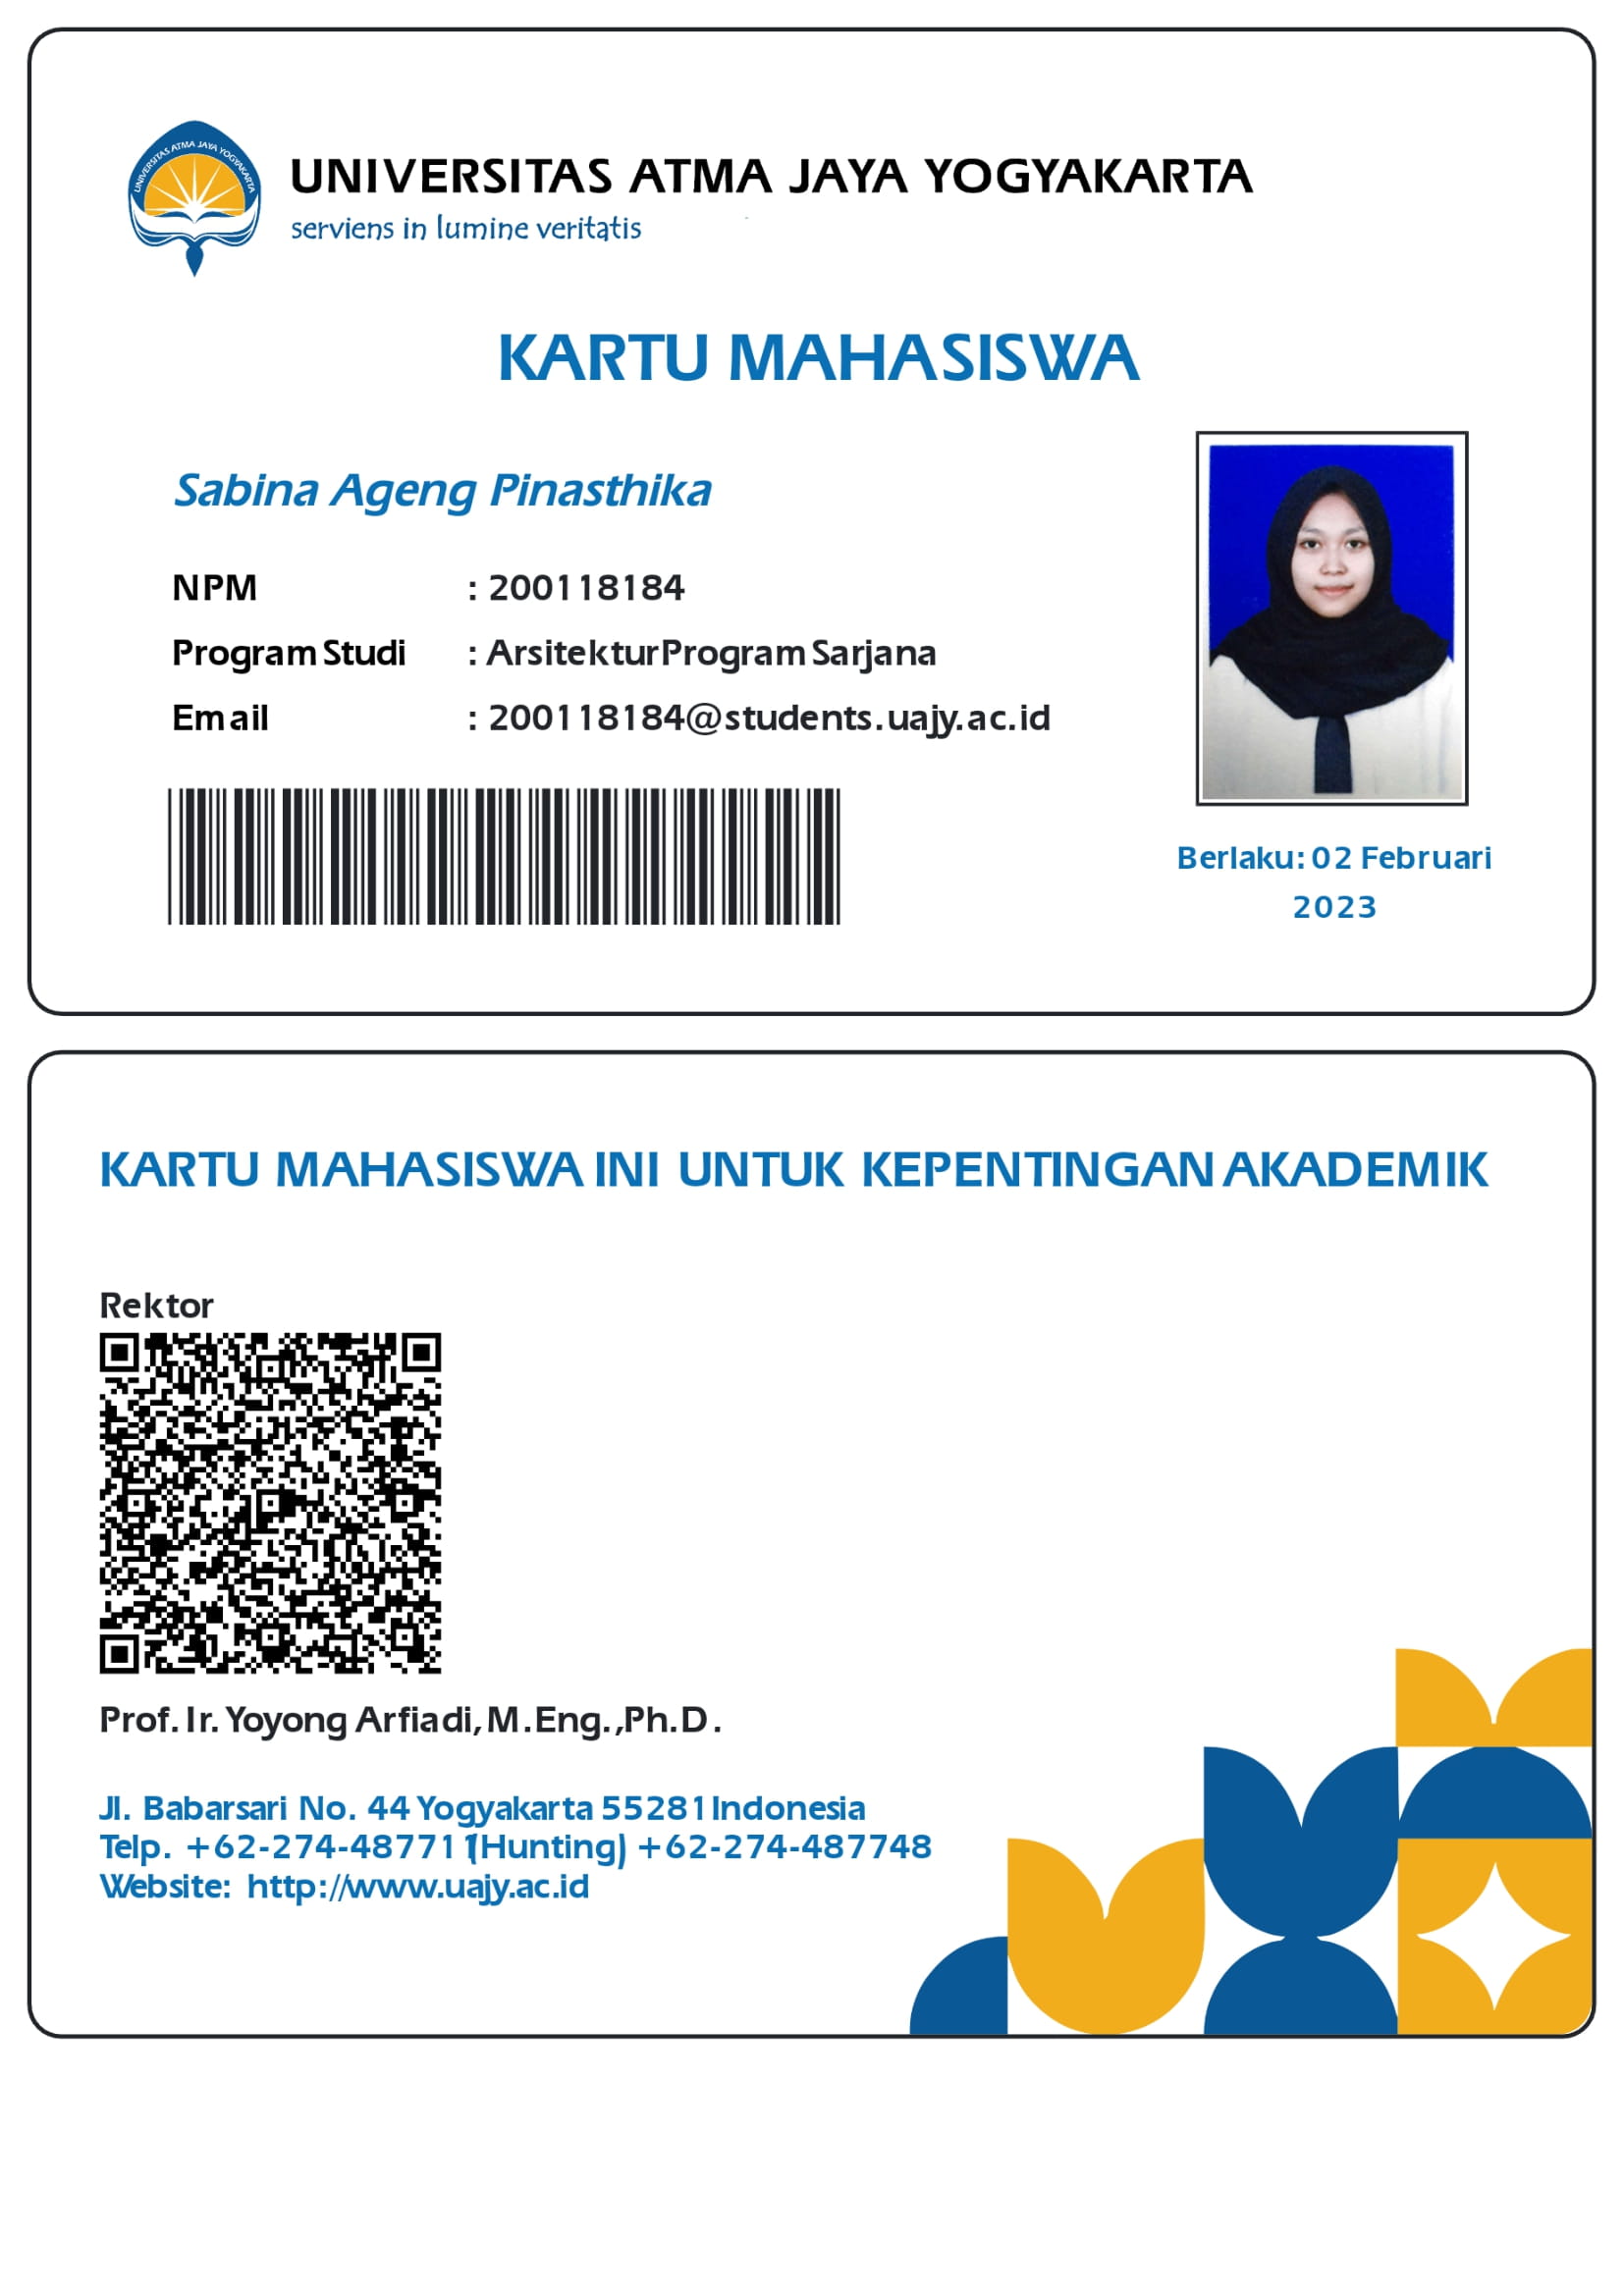 UNIVERSITAS ATMA JAYA YOGYAKARTA
UNIVERSITAS ATMA JAYA YOGYAKARTA
serviens in lumine veritatis
KARTU MAHASISWA
Sabina Ageng Pinasthika
NPM : 200118184
Program Studi : Arsitektur Program Sarjana
Email : 200118184@students.uajy.ac.id
Berlaku: 02 Februari
2023
KARTU MAHASISWA INI UNTUK KEPENTINGAN AKADEMIK
Rektor
Prof. Ir. Yoyong Arfiadi, M.Eng.,Ph.D.
Jl. Babarsari No. 44 Yogyakarta 55281 Indonesia
Telp. +62-274-487711 (Hunting) +62-274-487748
Website: http://www.uajy.ac.id